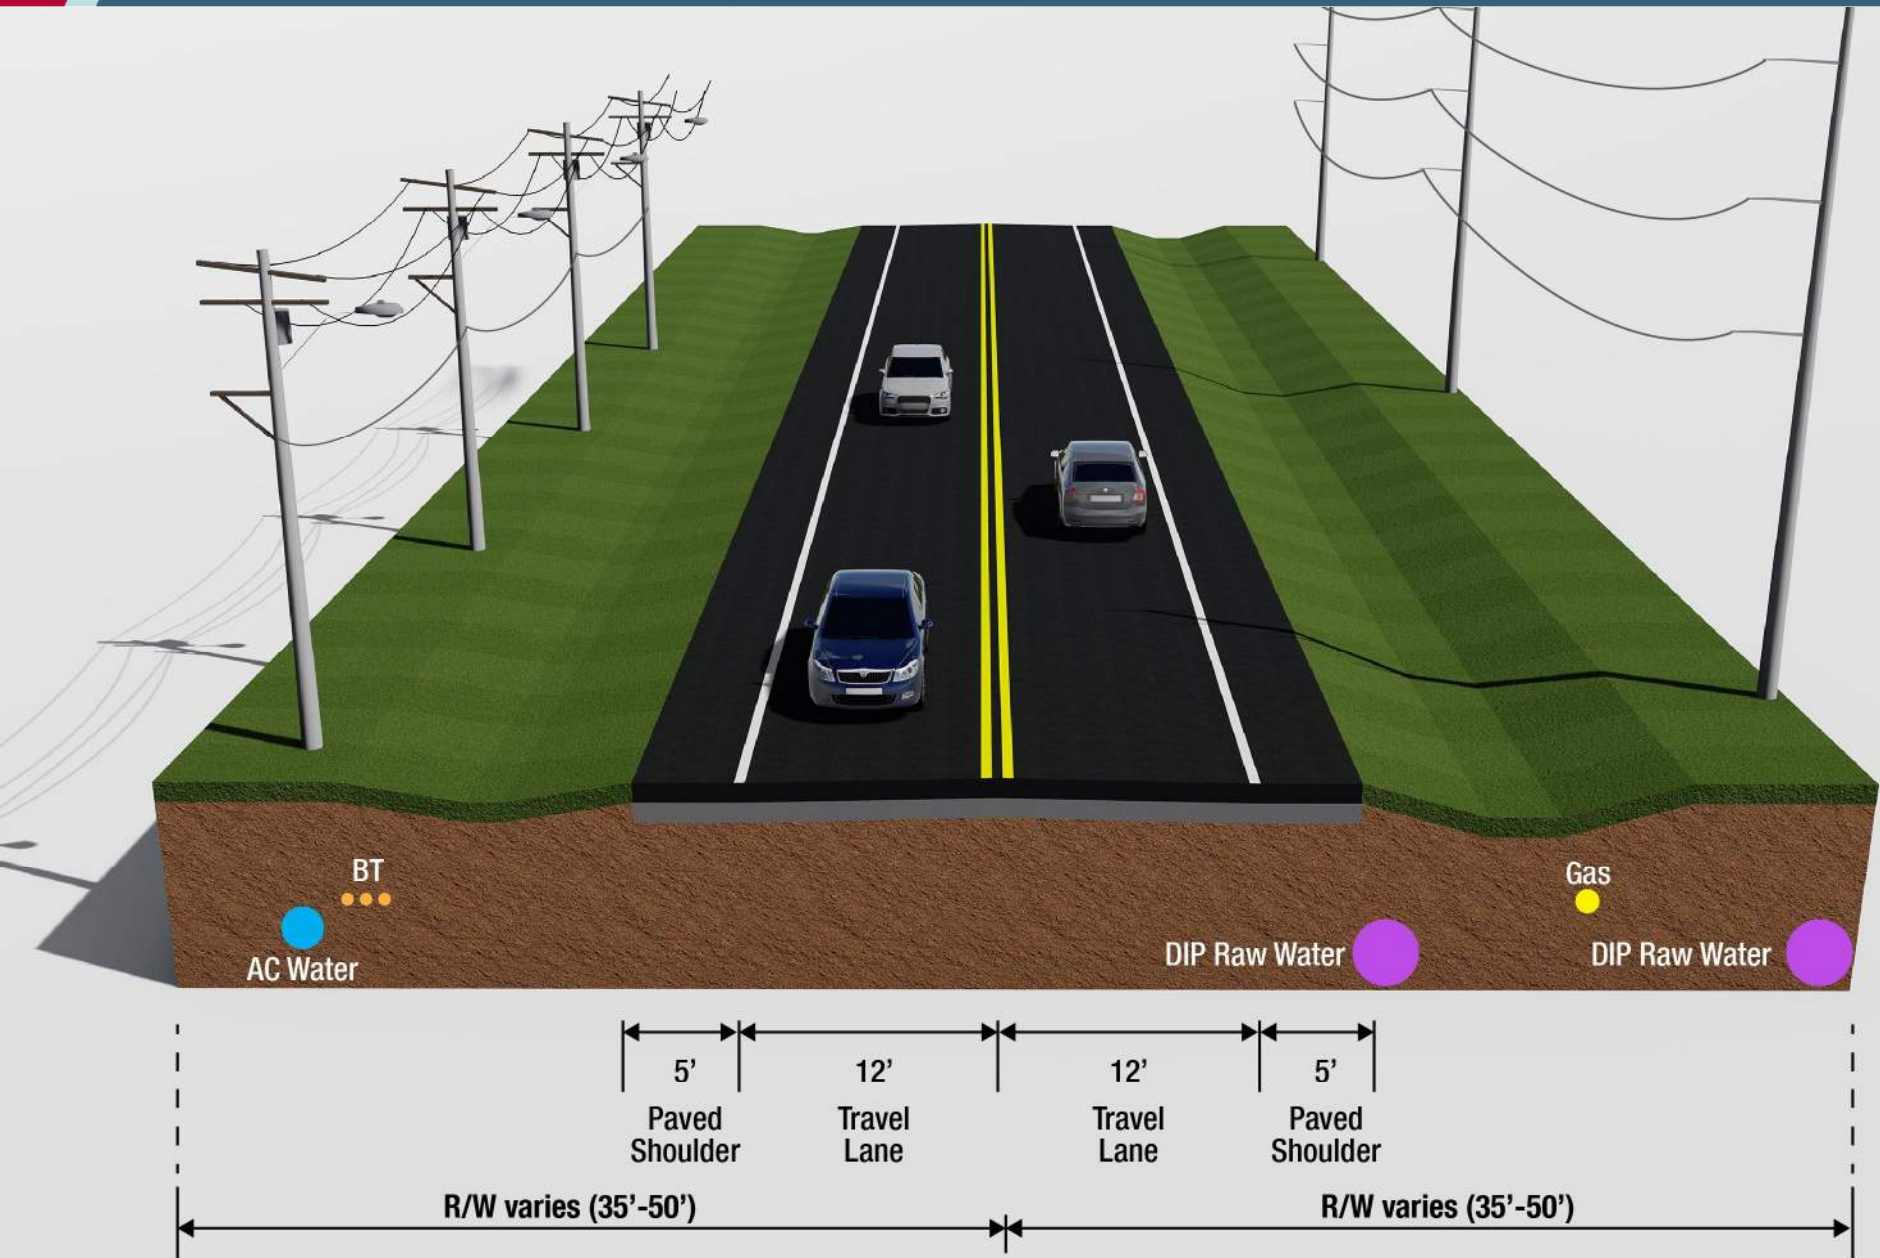 BT
AC Water
Gas
DIP Raw Water
DIP Raw Water
5’
12’
12’
5’
Paved
Shoulder
Travel
Lane
Travel
Lane
Paved
Shoulder
R/W varies (35’-50’)
R/W varies (35’-50’)